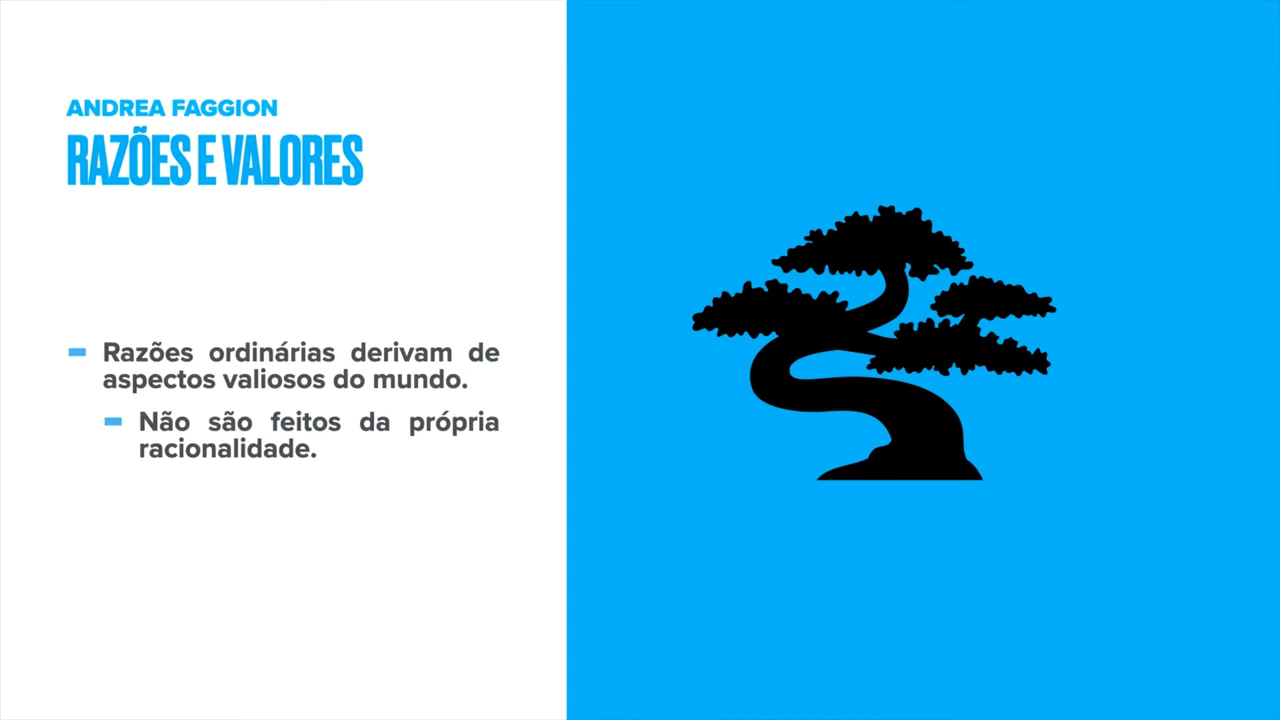 ANDREA FAGGION
RAZÕES E VALORES
Razões ordinárias derivam de
aspectos valiosos do mundo.
Não são feitos da própria
racionalidade.